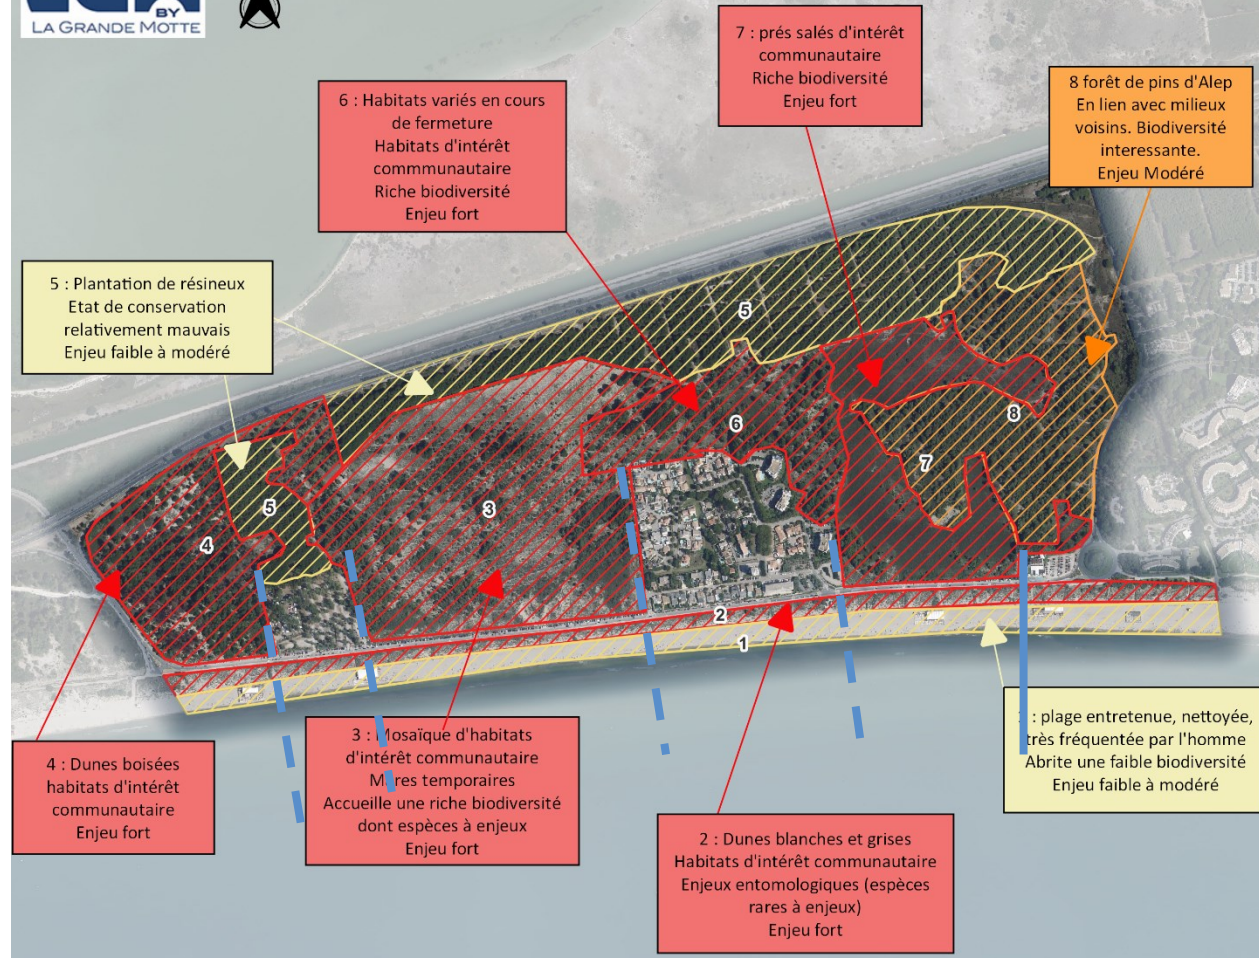 BY
LA GRANDE MOTTE
7 : prés salés d'intérêt
communautaire
Riche biodiversité
Enjeu fort
6 : Habitats variés en cours
de fermeture
Habitats d'intérêt
commmunautaire
Riche biodiversité
Enjeu fort
8 forêt de pins d'Alep
En lien avec milieux
voisins. Biodiversité
interessante.
Enjeu Modéré
5 : Plantation de résineux
Etat de conservation
relativement mauvais
Enjeu faible à modéré
5
8
6
7
5
3
4
2
1
4 : Dunes boisées
habitats d'intérêt
communautaire
Enjeu fort
3 : Mosaïque d'habitats
d'intérêt communautaire
Mares temporaires
Accueille une riche biodiversité
dont espèces à enjeux
Enjeu fort
2 : Dunes blanches et grises
Habitats d'intérêt communautaire
Enjeux entomologiques (espèces
rares à enjeux)
Enjeu fort
: plage entretenue, nettoyée,
très fréquentée par l'homme
Abrite une faible biodiversité
Enjeu faible à modéré